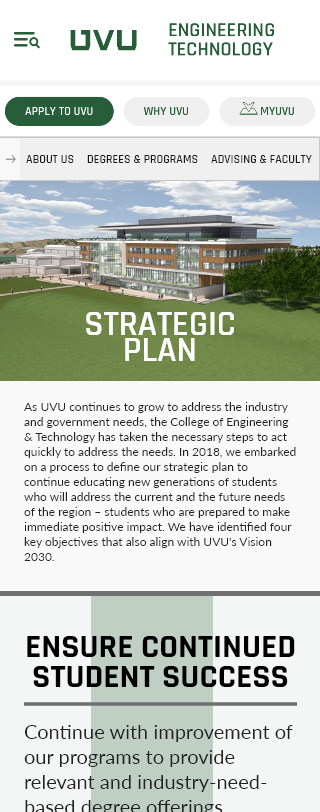 UVU
ENGINEERING
TECHNOLOGY
APPLY TO UVU
WHY UVU
MYUVU
ABOUT US
DEGREES & PROGRAMS
ADVISING & FACULTY
STRATEGIC
PLAN
As UVU continues to grow to address the industry
and government needs, the College of Engineering
& Technology has taken the necessary steps to act
quickly to address the needs. In 2018, we embarked
on a process to define our strategic plan to
continue educating new generations of students
who will address the current and the future needs
of the region – students who are prepared to make
immediate positive impact. We have identified four
key objectives that also align with UVU's Vision
2030.
ENSURE CONTINUED
STUDENT SUCCESS
Continue with improvement of
our programs to provide
relevant and industry-need-
based degree offerings